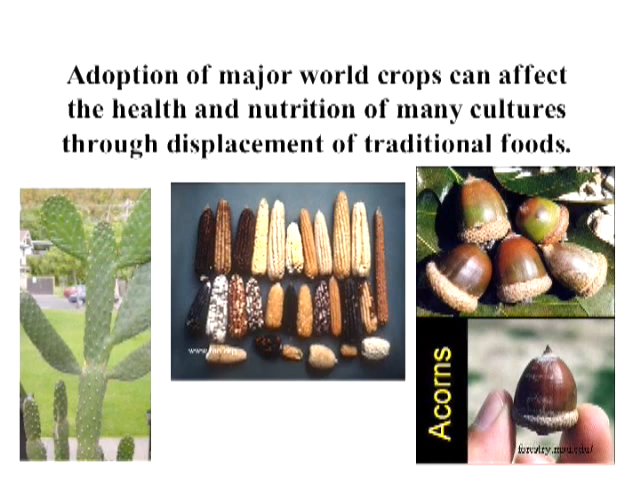 Adoption of major world crops can affect
the health and nutrition of many cultures
through displacement of traditional foods.
Acorns